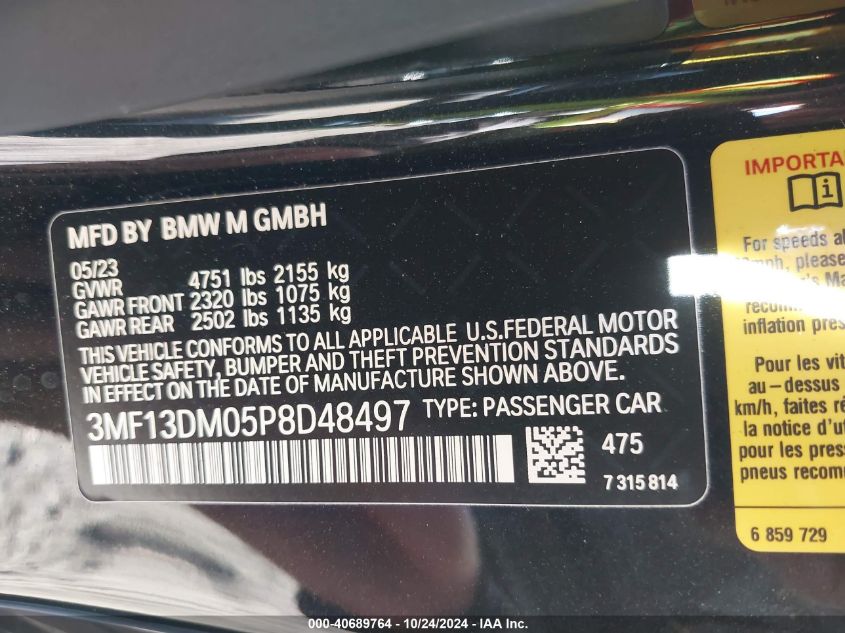 MFD BY BMW M GMBH
05/23
GVWR 4751 lbs 2155 kg
GAWR FRONT 2320 lbs 1075 kg
GAWR REAR 2502 lbs 1135 kg
THIS VEHICLE CONFORMS TO ALL APPLICABLE U.S.FEDERAL MOTOR
VEHICLE SAFETY, BUMPER AND THEFT PREVENTION STANDARDS
IN EFFECT ON THE DATE OF MANUFACTURE SHOWN ABOVE.
3MF13DM05P8D48497 TYPE: PASSENGER CAR
475
7 315 814
IMPORTA
i
For speeds
mph, please
's Ma
inflation pres
Pour les vit
au-dessus
km/h, faites
la notice d'ut
pour les pres
pneus recom
6 859 729
000-40689764 - 10/24/2024 - IAA Inc.